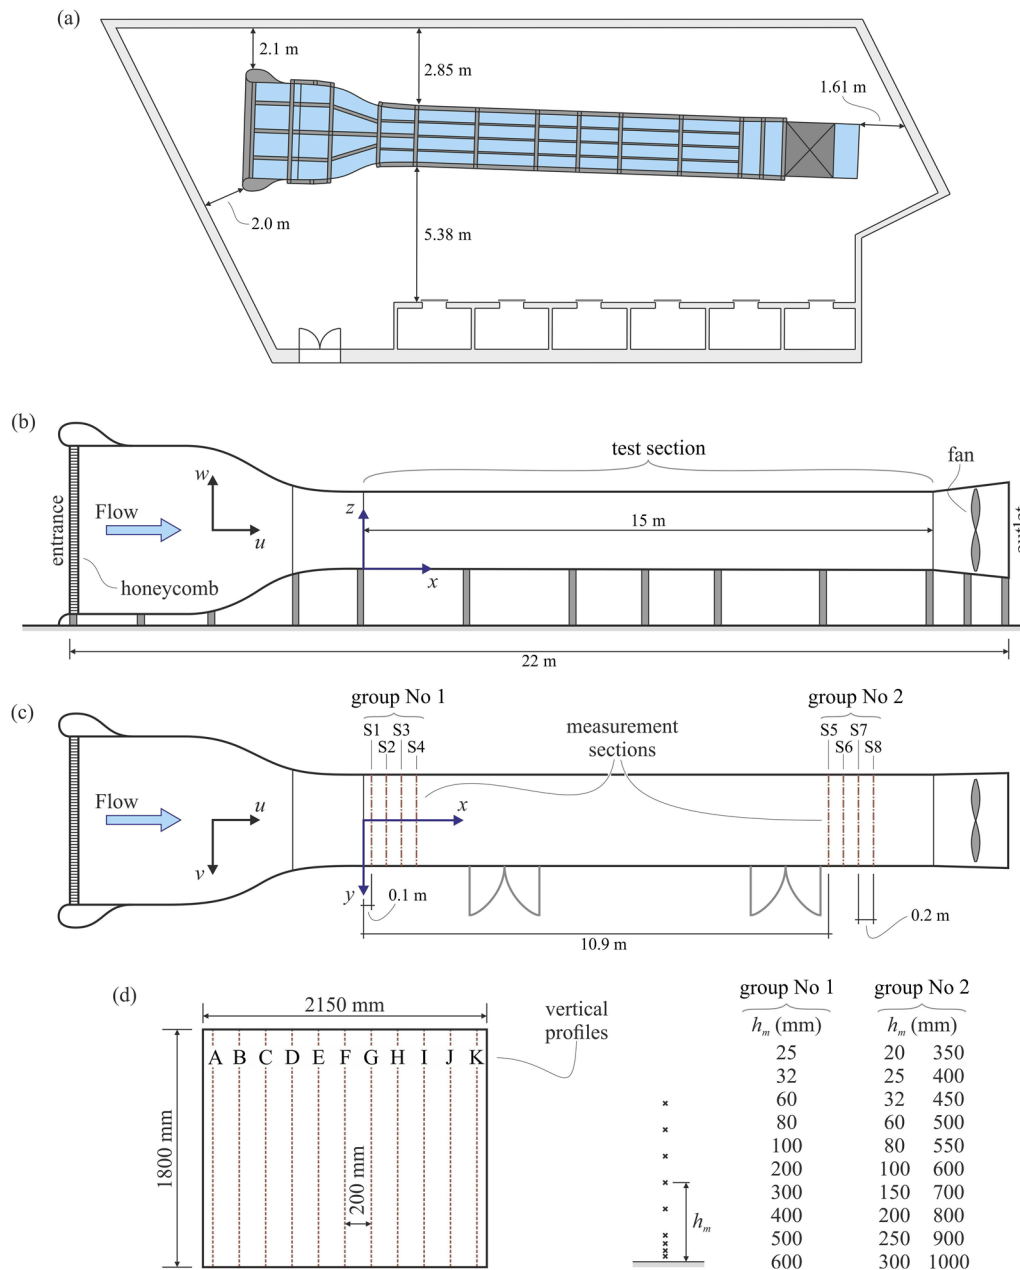 (a)
2.1 m
2.85 m
1.61 m
2.0 m
5.38 m
(b)
test section
fan
entrance
Flow
w
u
z
15 m
outlet
honeycomb
x
22 m
(c)
group No 1
group No 2
S1 S3
S2 S4
measurement
sections
S5 S7
S6 S8
Flow
u
x
v
y
0.1 m
0.2 m
10.9 m
(d)
2150 mm
vertical
profiles
A B C D E F G H I J K
1800 mm
200 mm
h_m
group No 1 group No 2
h_m (mm) h_m (mm)
25 20 350
32 25 400
60 32 450
80 60 500
100 80 550
200 100 600
300 150 700
400 200 800
500 250 900
600 300 1000